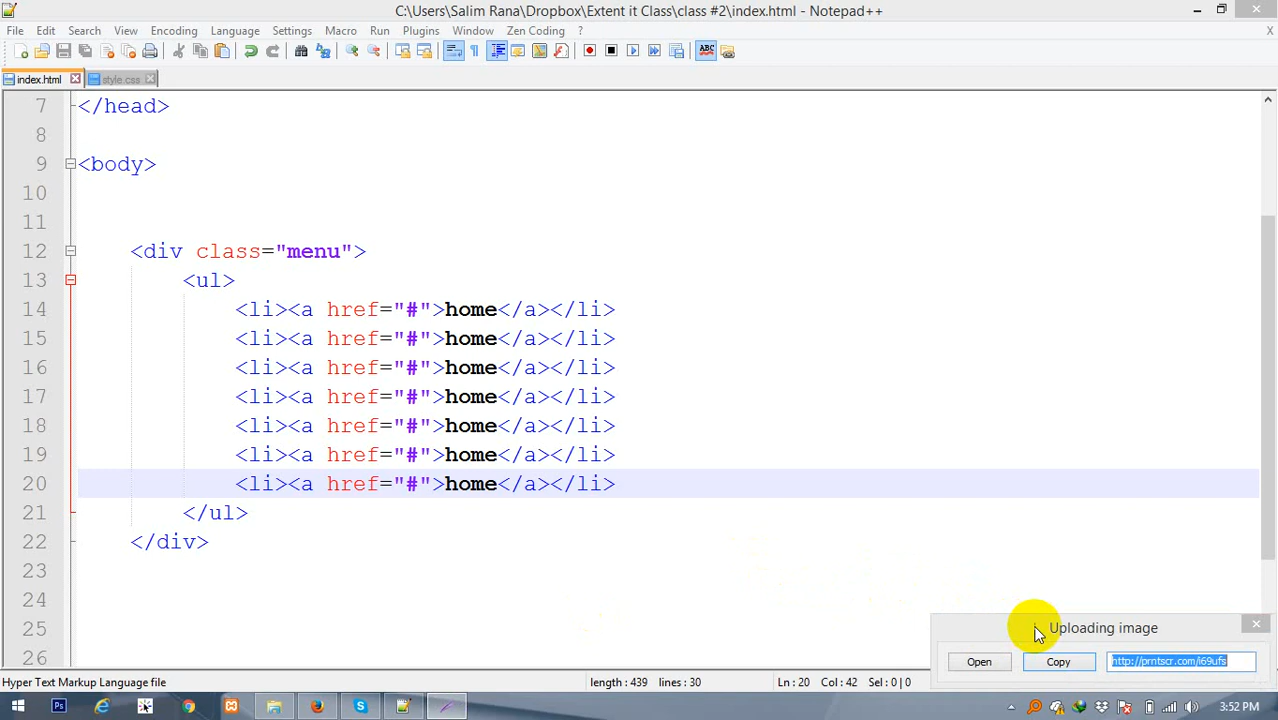 C:\Users\Salim Rana\Dropbox\Extent it Class\class #2\index.html - Notepad++
File Edit Search View Encoding Language Settings Macro Run Plugins Window Zen Coding X
ABC
index.html style.css
7 </head>
8
9 <body>
10
11
12 <div class="menu">
13 <ul>
14 <li><a href="#">home</a></li>
15 <li><a href="#">home</a></li>
16 <li><a href="#">home</a></li>
17 <li><a href="#">home</a></li>
18 <li><a href="#">home</a></li>
19 <li><a href="#">home</a></li>
20 <li><a href="#">home</a></li>
21 </ul>
22 </div>
23
24
25
26
Uploading image
Open Copy http://prntscr.com/i69ufs
Hyper Text Markup Language file length : 439 lines : 30 Ln : 20 Col : 42 Sel : 0 | 0
Ps
3:52 PM